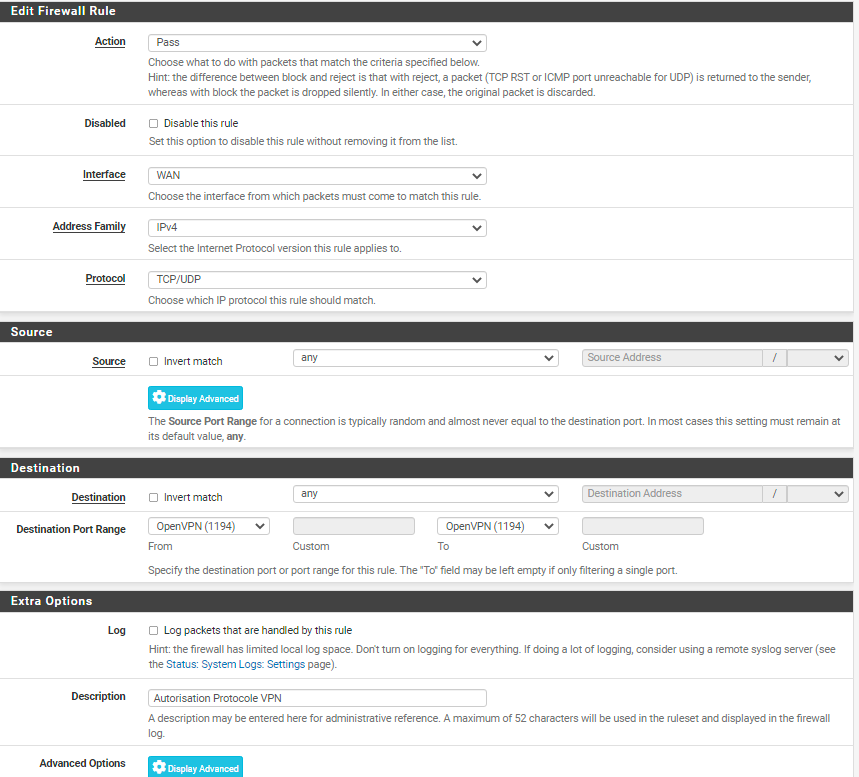 Edit Firewall Rule
Action
Pass
Choose what to do with packets that match the criteria specified below.
Hint: the difference between block and reject is that with reject, a packet (TCP RST or ICMP port unreachable for UDP) is returned to the sender,
whereas with block the packet is dropped silently. In either case, the original packet is discarded.
Disabled
Disable this rule
Set this option to disable this rule without removing it from the list.
Interface
WAN
Choose the interface from which packets must come to match this rule.
Address Family
IPv4
Select the Internet Protocol version this rule applies to.
Protocol
TCP/UDP
Choose which IP protocol this rule should match.
Source
Source
Invert match
any
Source Address
/
Display Advanced
The Source Port Range for a connection is typically random and almost never equal to the destination port. In most cases this setting must remain at
its default value, any.
Destination
Destination
Invert match
any
Destination Address
/
Destination Port Range
OpenVPN (1194)
OpenVPN (1194)
From
Custom
To
Custom
Specify the destination port or port range for this rule. The "To" field may be left empty if only filtering a single port.
Extra Options
Log
Log packets that are handled by this rule
Hint: the firewall has limited local log space. Don't turn on logging for everything. If doing a lot of logging, consider using a remote syslog server (see
the Status: System Logs: Settings page).
Description
Autorisation Protocole VPN
A description may be entered here for administrative reference. A maximum of 52 characters will be used in the ruleset and displayed in the firewall
log.
Advanced Options
Display Advanced